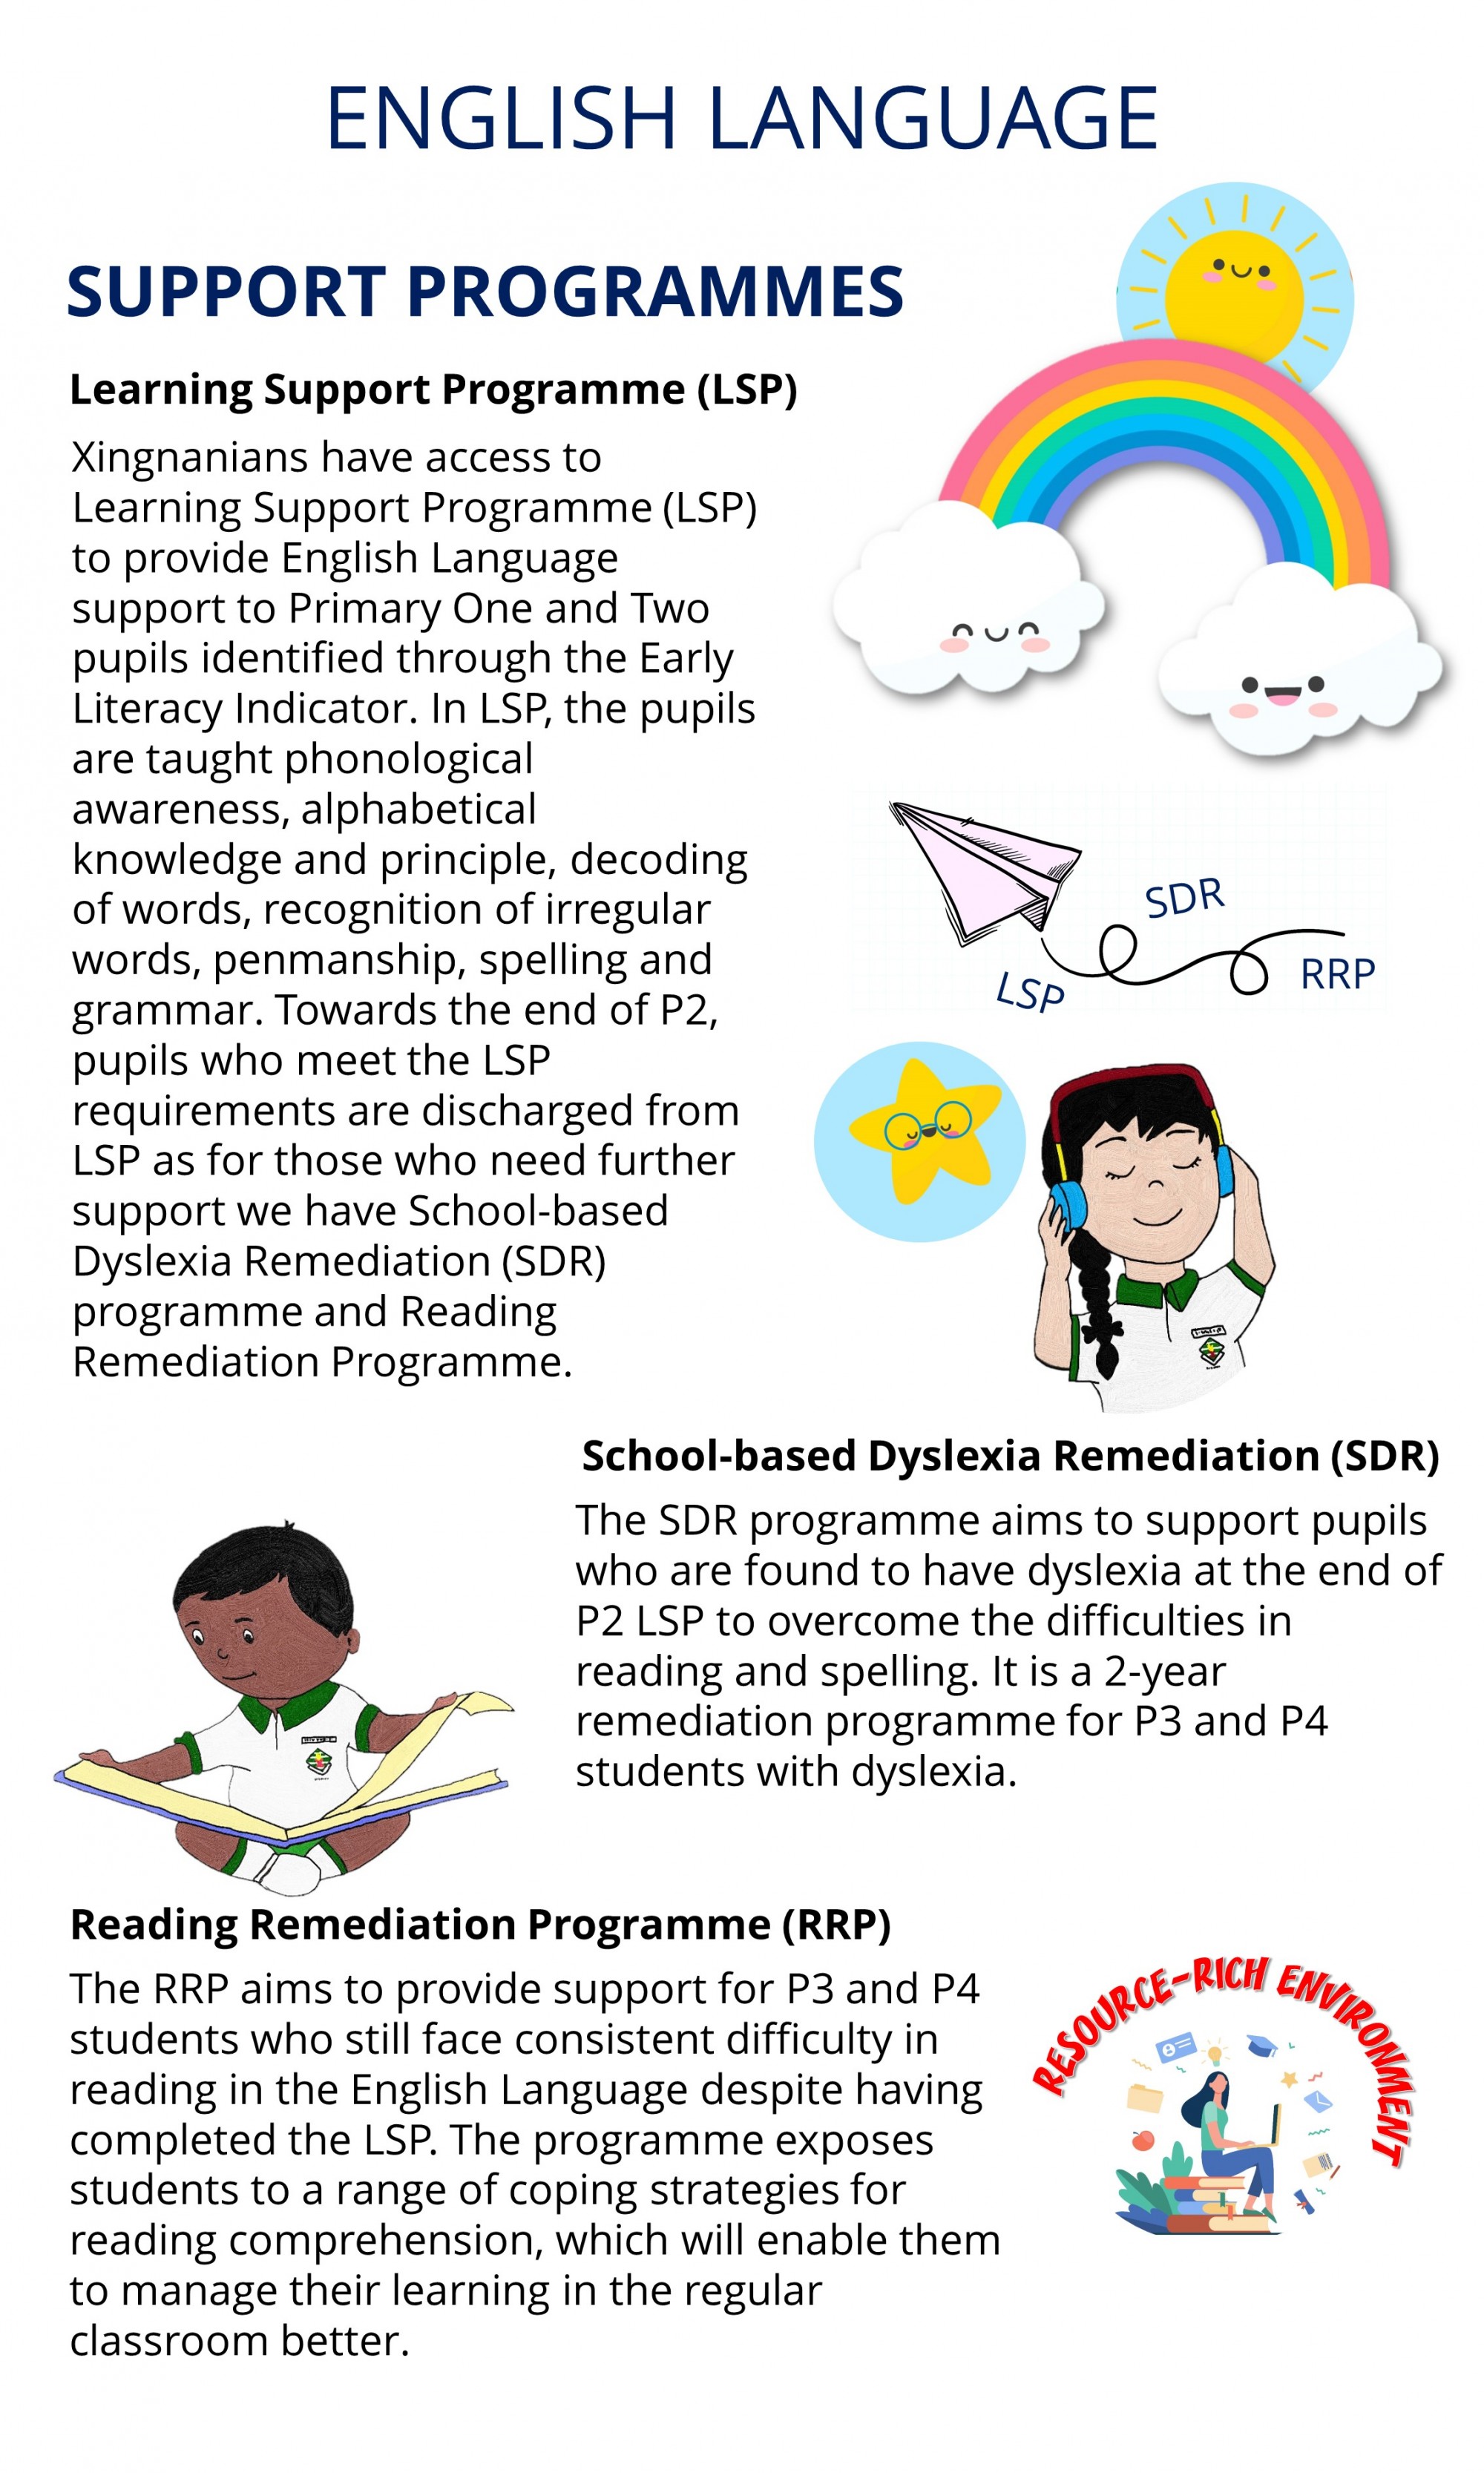 ENGLISH LANGUAGE
SUPPORT PROGRAMMES
Learning Support Programme (LSP)
Xingnanians have access to
Learning Support Programme (LSP)
to provide English Language
support to Primary One and Two
pupils identified through the Early
Literacy Indicator. In LSP, the pupils
are taught phonological
awareness, alphabetical
knowledge and principle, decoding
of words, recognition of irregular
words, penmanship, spelling and
grammar. Towards the end of P2,
pupils who meet the LSP
requirements are discharged from
LSP as for those who need further
support we have School-based
Dyslexia Remediation (SDR)
programme and Reading
Remediation Programme.
SDR
LSP
RRP
School-based Dyslexia Remediation (SDR)
The SDR programme aims to support pupils
who are found to have dyslexia at the end of
P2 LSP to overcome the difficulties in
reading and spelling. It is a 2-year
remediation programme for P3 and P4
students with dyslexia.
Reading Remediation Programme (RRP)
The RRP aims to provide support for P3 and P4
students who still face consistent difficulty in
reading in the English Language despite having
completed the LSP. The programme exposes
students to a range of coping strategies for
reading comprehension, which will enable them
to manage their learning in the regular
classroom better.
RESOURCE-RICH ENVIRONMENT